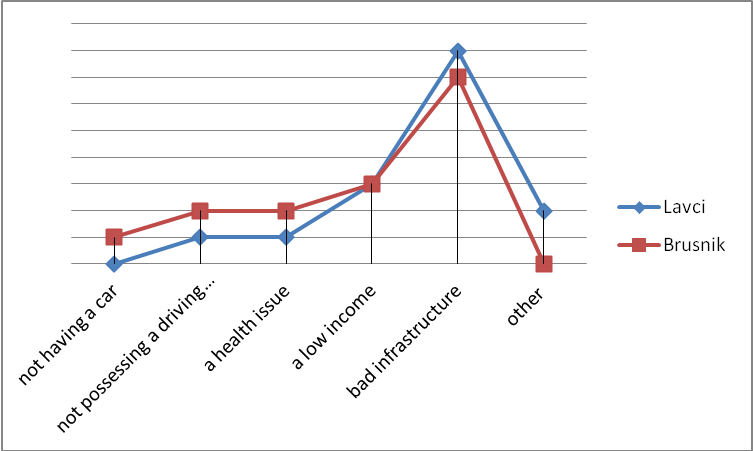 not having a car
not possessing a driving...
a health issue
a low income
bad infrastructure
other
Lavci
Brusnik